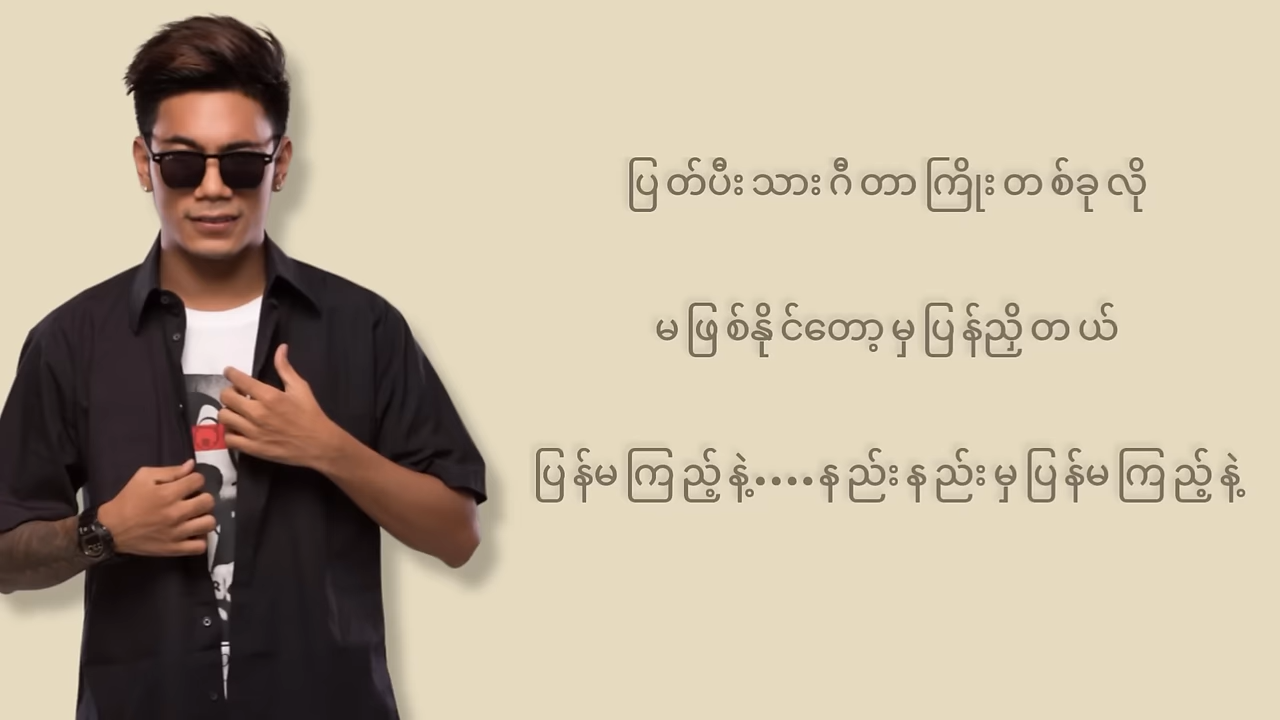 ပြတ်ပီးသားဂီတာကြိုးတစ်ခုလို
မဖြစ်နိုင်တော့မှပြန်ညှိတယ်
ပြန်မကြည့်နဲ့....နည်းနည်းမှပြန်မကြည့်နဲ့